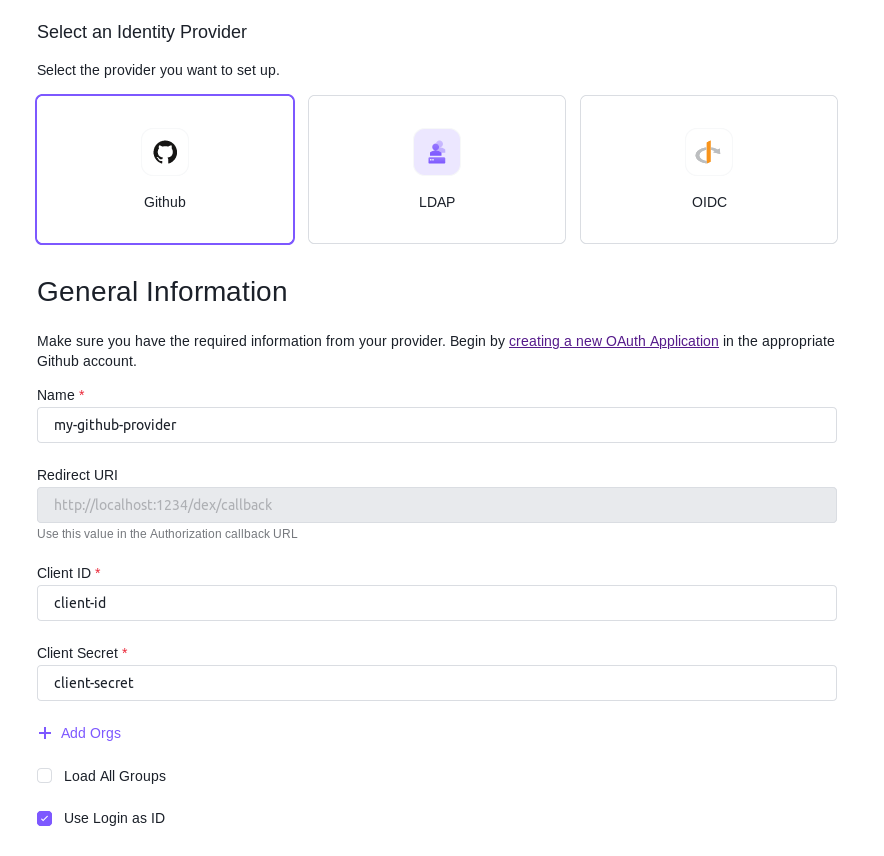 Select an Identity Provider
Select the provider you want to set up.
Github
LDAP
OIDC
General Information
Make sure you have the required information from your provider. Begin by creating a new OAuth Application in the appropriate
Github account.
Name *
my-github-provider
Redirect URI
http://localhost:1234/dex/callback
Use this value in the Authorization callback URL
Client ID *
client-id
Client Secret *
client-secret
+ Add Orgs
Load All Groups
Use Login as ID